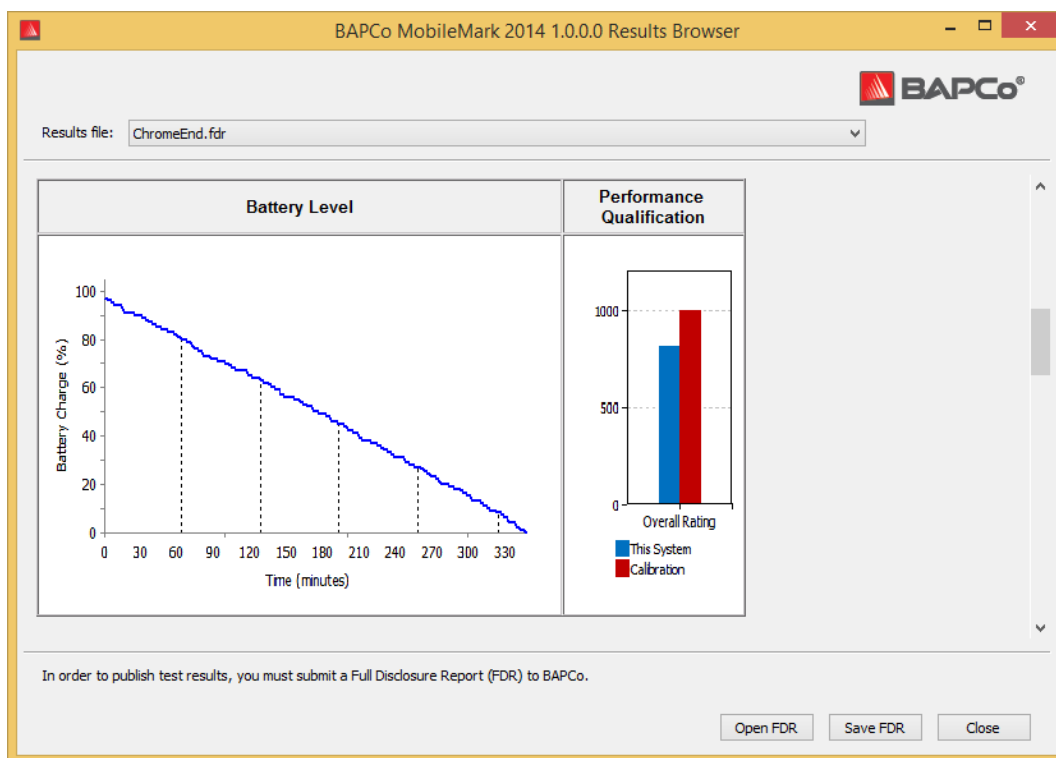 BAPCo MobileMark 2014 1.0.0.0 Results Browser
BAPCo®
Results file: ChromeEnd.fdr
Battery Level
Performance
Qualification
Battery Charge (%)
100
80
60
40
20
0
0 30 60 90 120 150 180 210 240 270 300 330
Time (minutes)
1000
500
0
Overall Rating
This System
Calibration
In order to publish test results, you must submit a Full Disclosure Report (FDR) to BAPCo.
Open FDR Save FDR Close